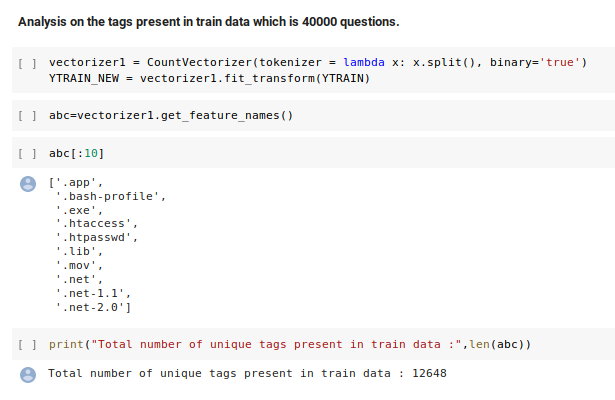 Analysis on the tags present in train data which is 40000 questions.
[ ] vectorizer1 = CountVectorizer(tokenizer = lambda x: x.split(), binary='true')
YTRAIN_NEW = vectorizer1.fit_transform(YTRAIN)
[ ] abc=vectorizer1.get_feature_names()
[ ] abc[:10]
['.app',
'.bash-profile',
'.exe',
'.htaccess',
'.htpasswd',
'.lib',
'.mov',
'.net',
'.net-1.1',
'.net-2.0']
[ ] print("Total number of unique tags present in train data :",len(abc))
Total number of unique tags present in train data : 12648